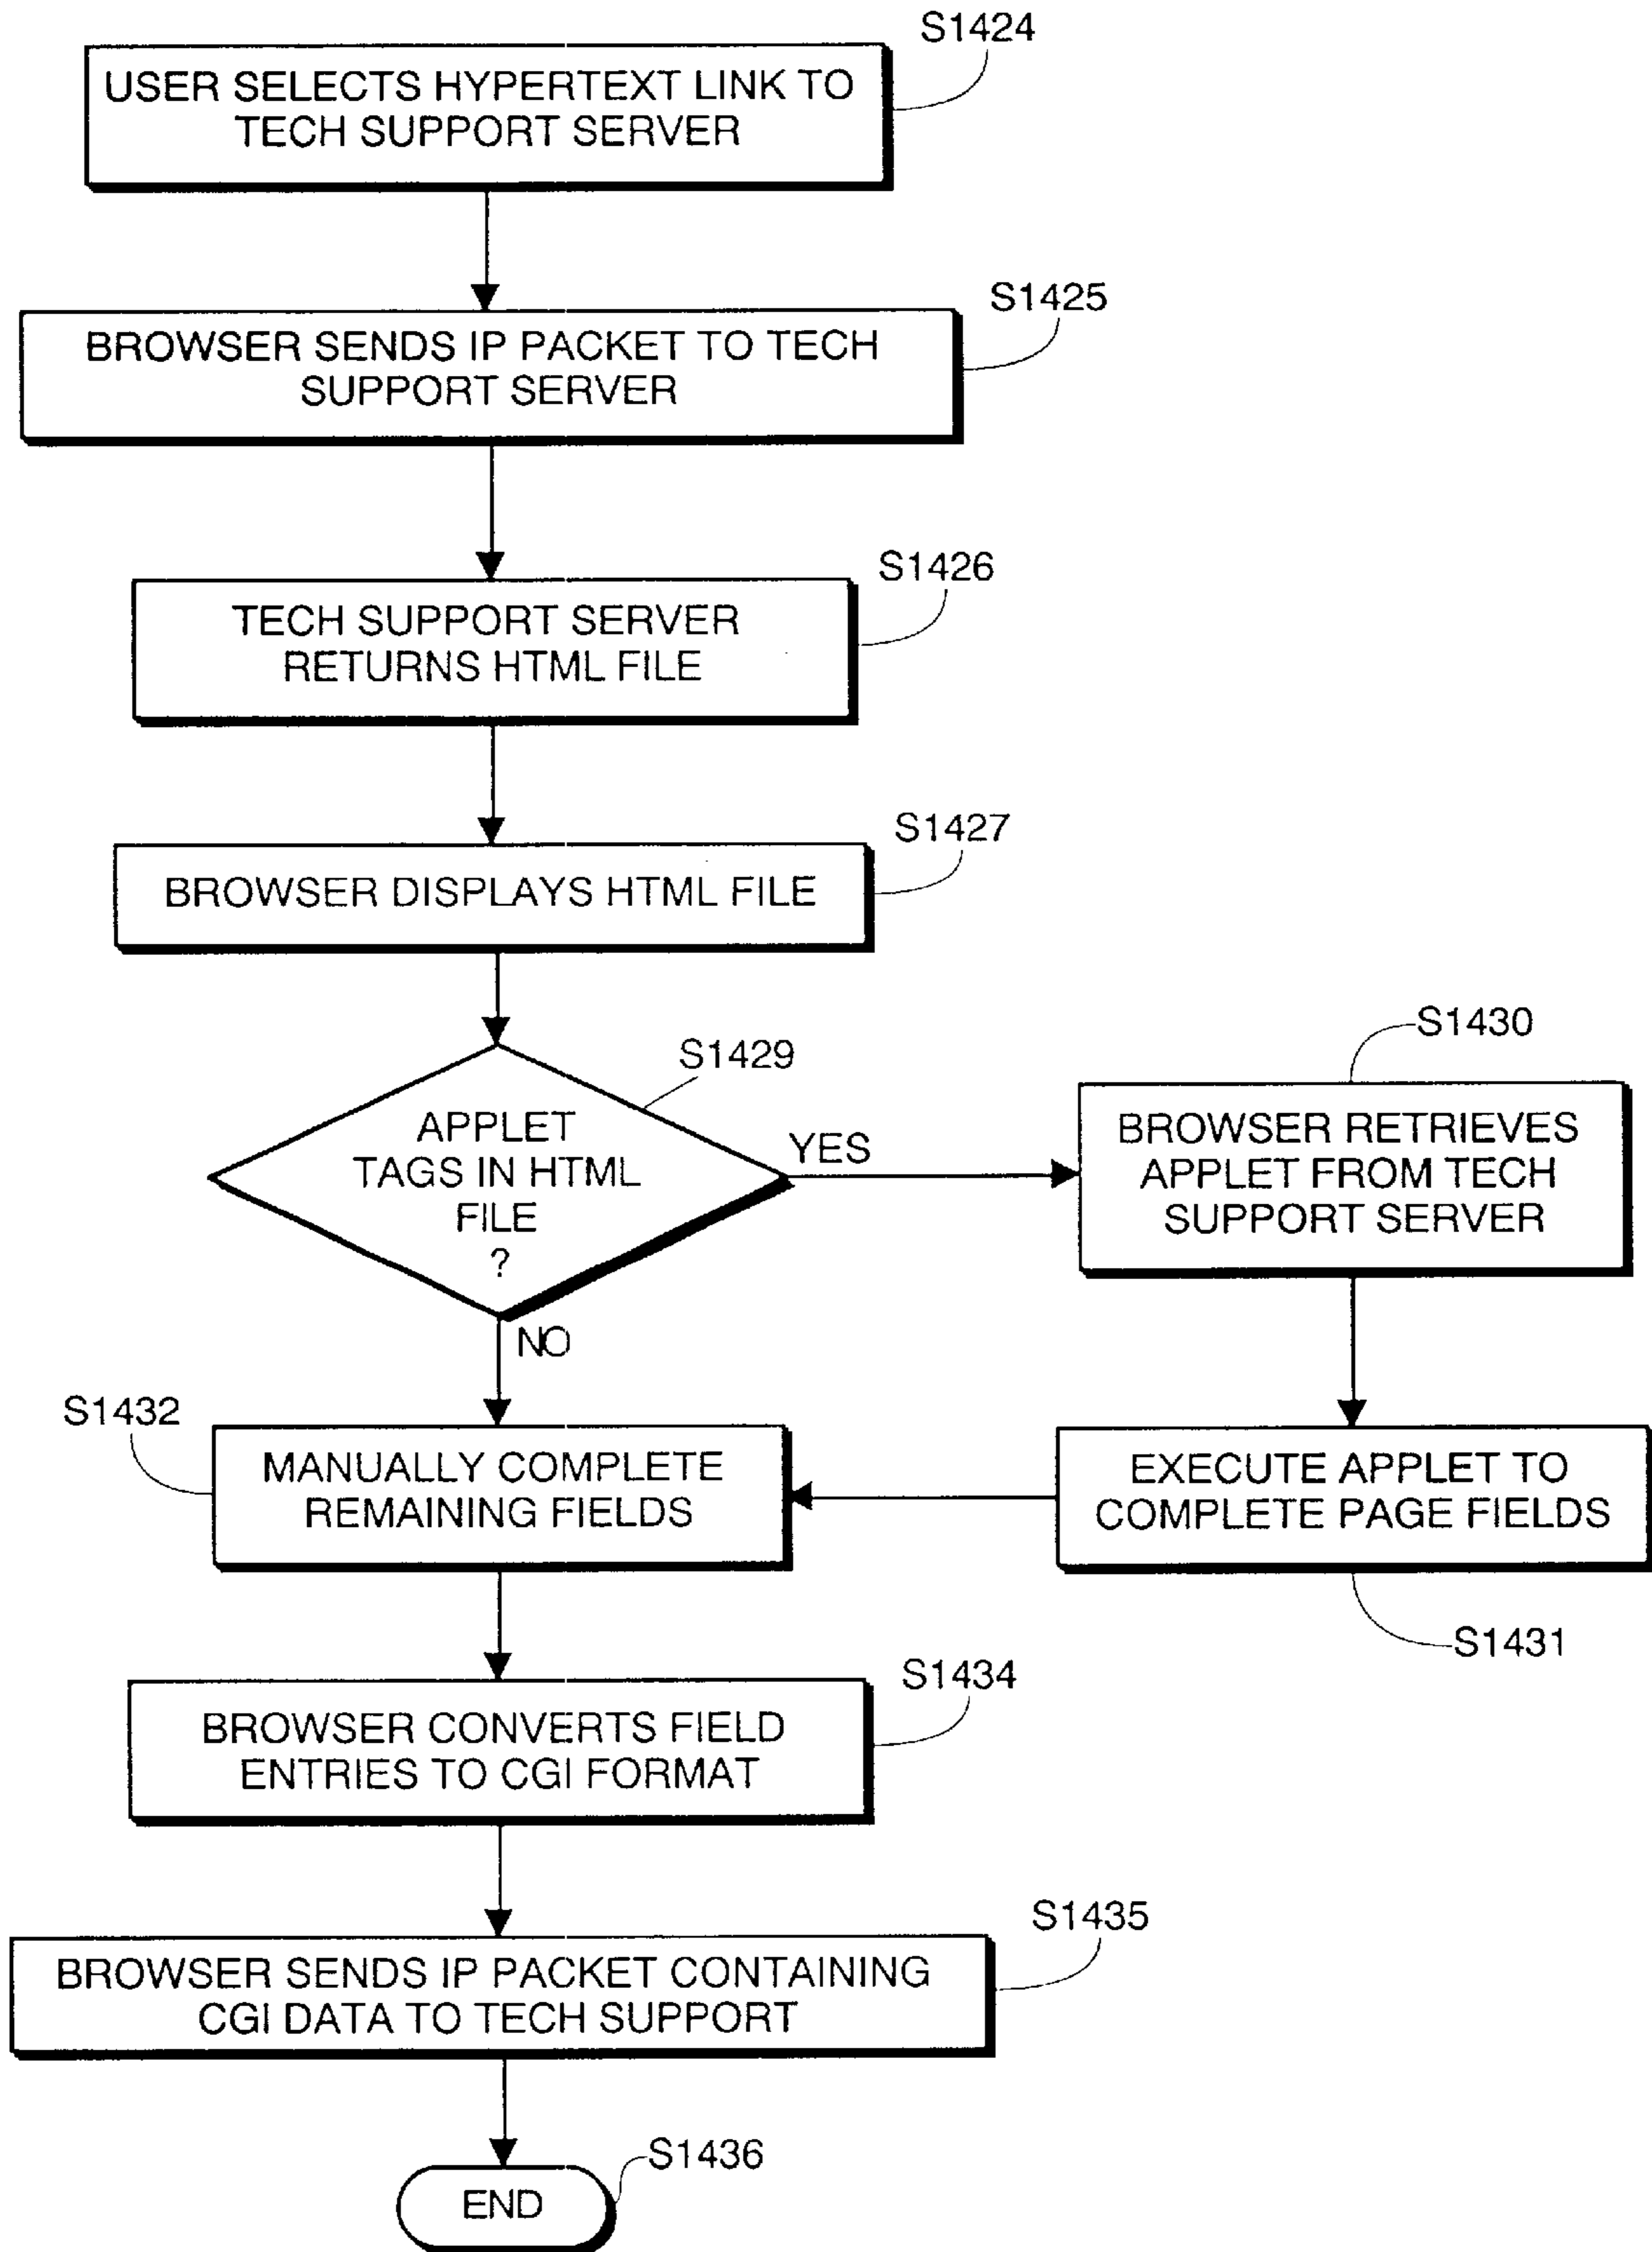 S1424
USER SELECTS HYPERTEXT LINK TO
TECH SUPPORT SERVER
S1425
BROWSER SENDS IP PACKET TO TECH
SUPPORT SERVER
S1426
TECH SUPPORT SERVER
RETURNS HTML FILE
S1427
BROWSER DISPLAYS HTML FILE
S1429
APPLET
TAGS IN HTML
FILE
?
YES
NO
S1430
BROWSER RETRIEVES
APPLET FROM TECH
SUPPORT SERVER
EXECUTE APPLET TO
COMPLETE PAGE FIELDS
S1431
S1432
MANUALLY COMPLETE
REMAINING FIELDS
S1434
BROWSER CONVERTS FIELD
ENTRIES TO CGI FORMAT
S1435
BROWSER SENDS IP PACKET CONTAINING
CGI DATA TO TECH SUPPORT
S1436
END